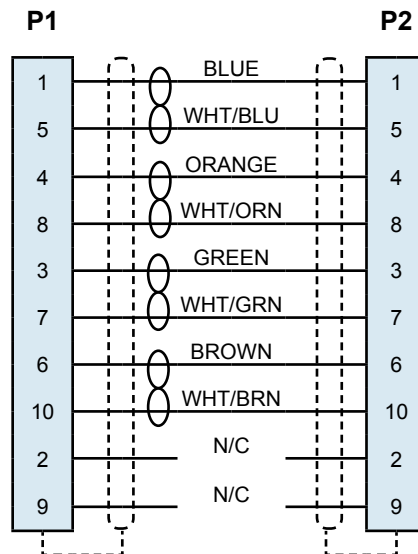 P1 P2
1 BLUE 1
5 WHT/BLU 5
4 ORANGE 4
8 WHT/ORN 8
3 GREEN 3
7 WHT/GRN 7
6 BROWN 6
10 WHT/BRN 10
2 N/C 2
9 N/C 9